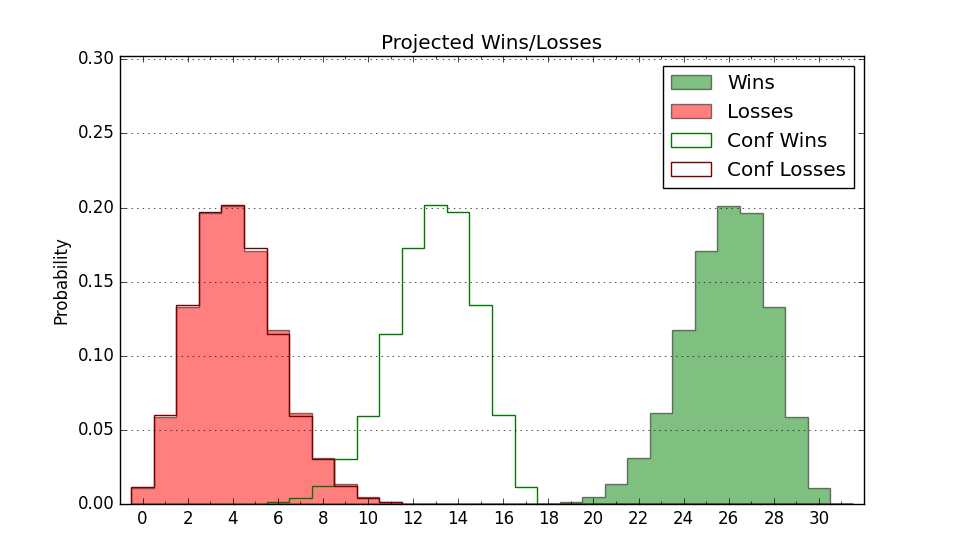 Projected Wins/Losses
0.30
0.25
0.20
0.15
0.10
0.05
0.00
Probability
Wins
Losses
Conf Wins
Conf Losses
0 2 4 6 8 10 12 14 16 18 20 22 24 26 28 30